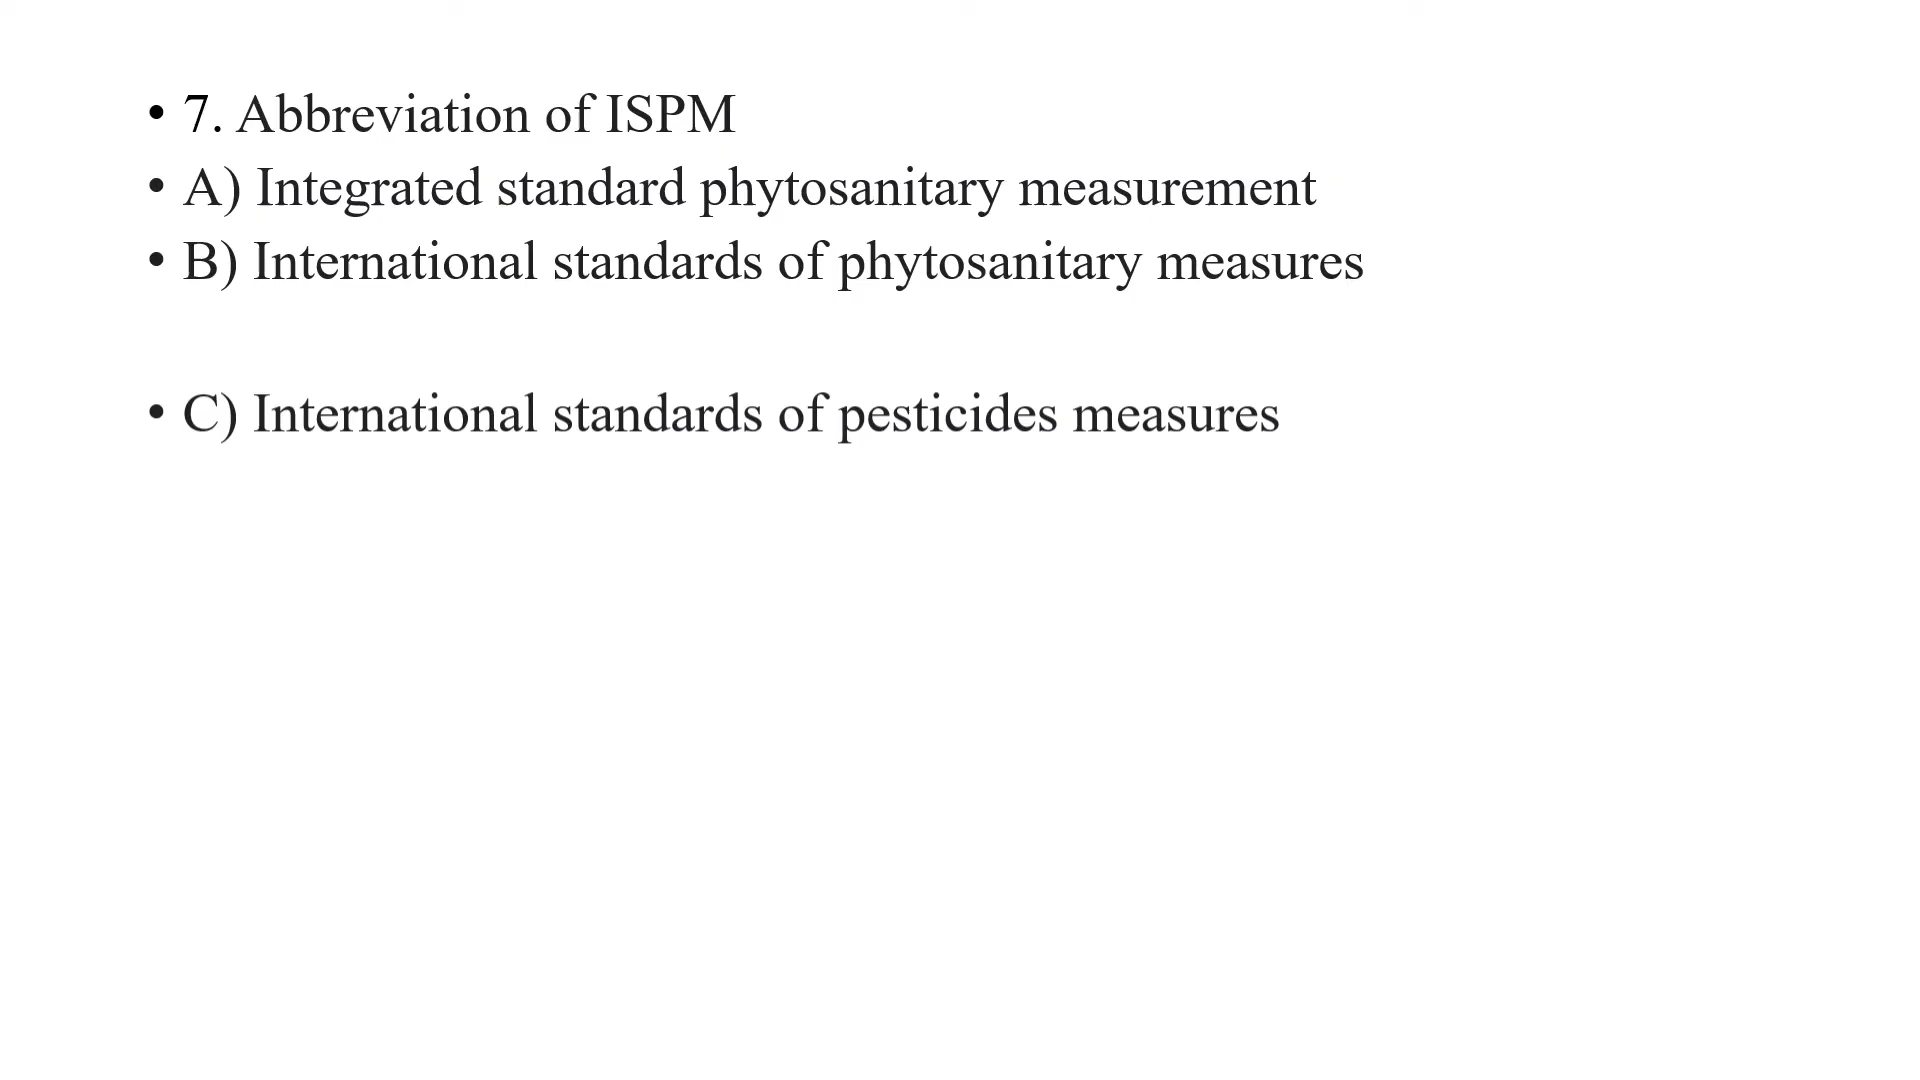 • 7. Abbreviation of ISPM
• A) Integrated standard phytosanitary measurement
• B) International standards of phytosanitary measures
• C) International standards of pesticides measures